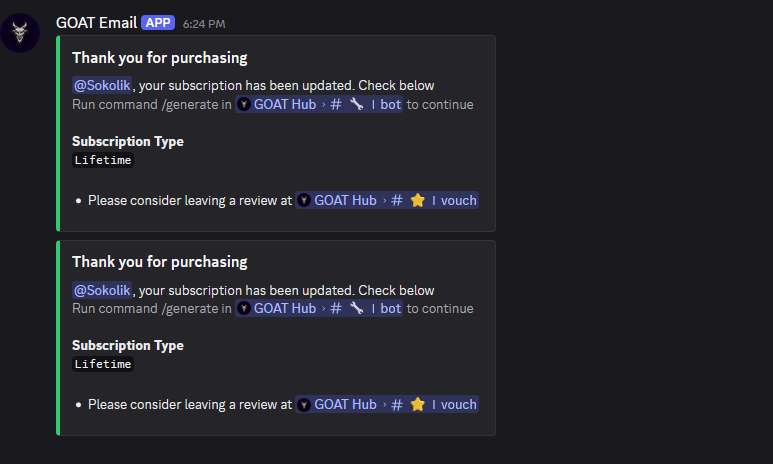 GOAT Email APP 6:24 PM
Thank you for purchasing
@Sokolik, your subscription has been updated. Check below
Run command /generate in GOAT Hub › # 🔧 | bot to continue
Subscription Type
Lifetime
• Please consider leaving a review at GOAT Hub › # ⭐ | vouch
Thank you for purchasing
@Sokolik, your subscription has been updated. Check below
Run command /generate in GOAT Hub › # 🔧 | bot to continue
Subscription Type
Lifetime
• Please consider leaving a review at GOAT Hub › # ⭐ | vouch